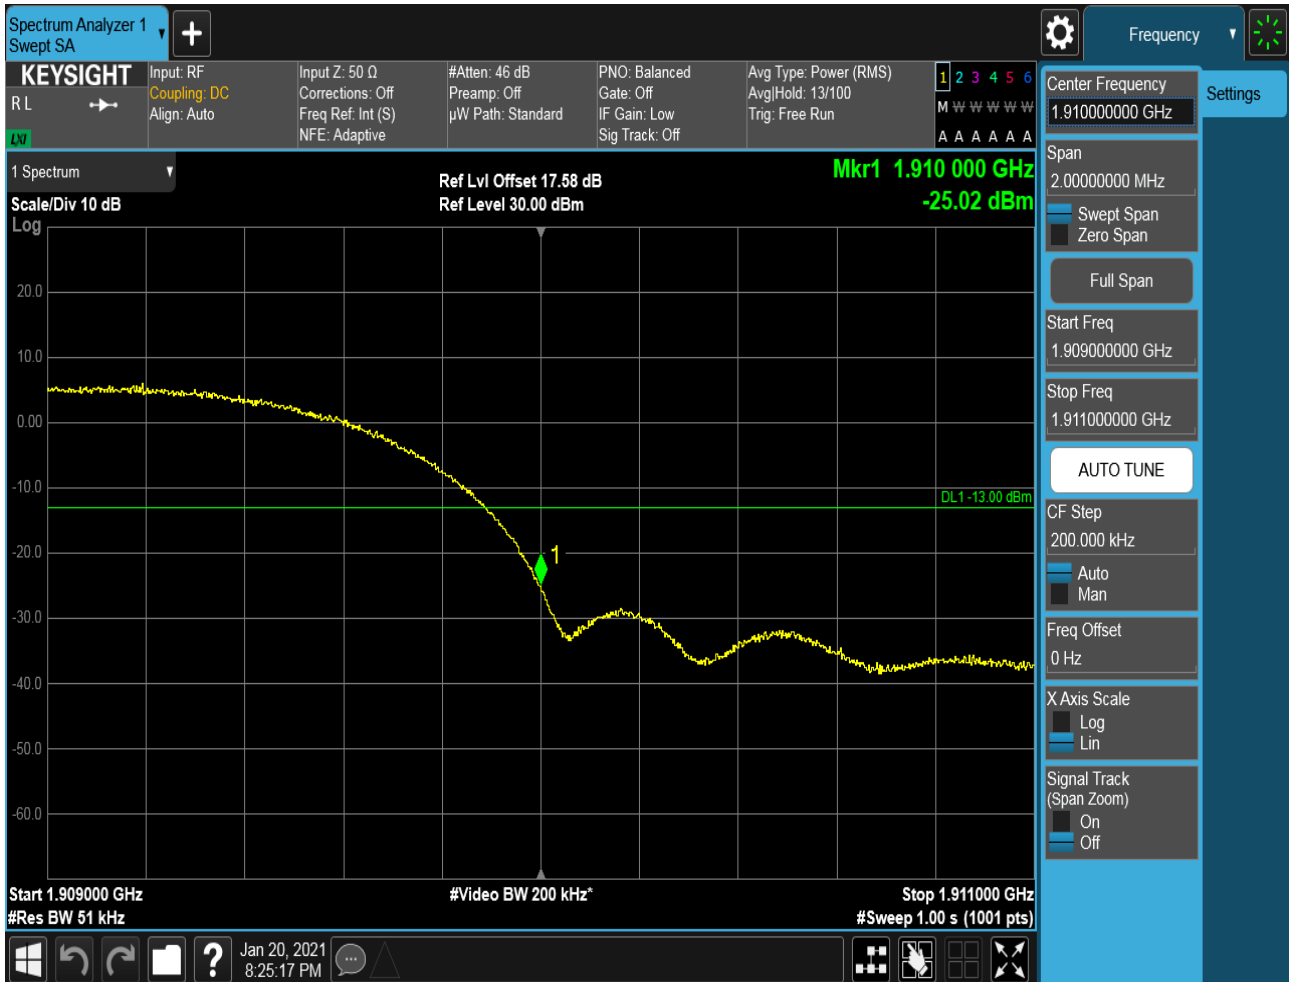 Spectrum Analyzer 1
Swept SA
Frequency
KEYSIGHT
R L
LXI
Input: RF
Coupling: DC
Align: Auto
Input Z: 50 Ω
Corrections: Off
Freq Ref: Int (S)
NFE: Adaptive
#Atten: 46 dB
Preamp: Off
µW Path: Standard
PNO: Balanced
Gate: Off
IF Gain: Low
Sig Track: Off
Avg Type: Power (RMS)
Avg|Hold: 13/100
Trig: Free Run
1 2 3 4 5 6
M W W W W W
A A A A A A
1 Spectrum
Scale/Div 10 dB
Log
Ref Lvl Offset 17.58 dB
Ref Level 30.00 dBm
Mkr1 1.910 000 GHz
-25.02 dBm
20.0
10.0
0.00
-10.0
-20.0
-30.0
-40.0
-50.0
-60.0
DL1 -13.00 dBm
1
Start 1.909000 GHz
#Res BW 51 kHz
#Video BW 200 kHz*
Stop 1.911000 GHz
#Sweep 1.00 s (1001 pts)
?
Jan 20, 2021
8:25:17 PM
Center Frequency
1.910000000 GHz
Settings
Span
2.00000000 MHz
Swept Span
Zero Span
Full Span
Start Freq
1.909000000 GHz
Stop Freq
1.911000000 GHz
AUTO TUNE
CF Step
200.000 kHz
Auto
Man
Freq Offset
0 Hz
X Axis Scale
Log
Lin
Signal Track
(Span Zoom)
On
Off